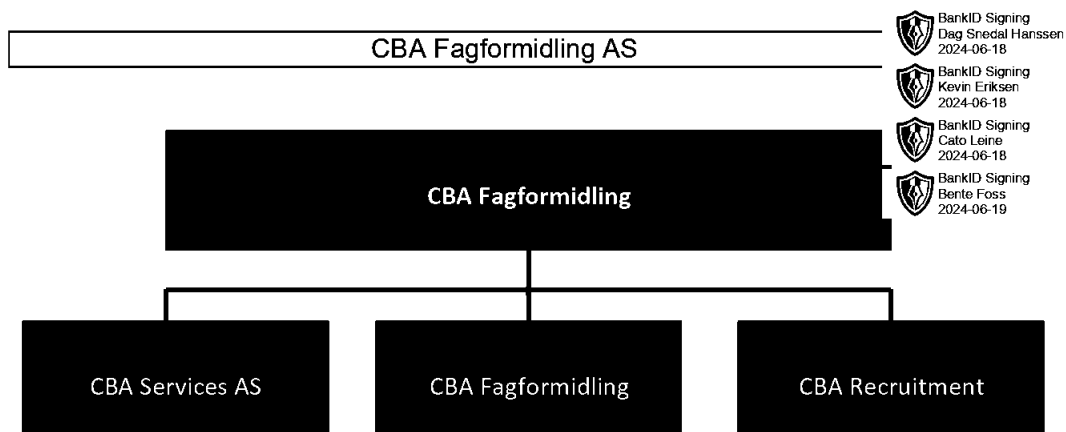 CBA Fagformidling AS
BankID Signing
Dag Snedal Hanssen
2024-06-18
BankID Signing
Kevin Eriksen
2024-06-18
BankID Signing
Cato Leine
2024-06-18
BankID Signing
Bente Foss
2024-06-19
CBA Fagformidling
CBA Services AS
CBA Fagformidling
CBA Recruitment